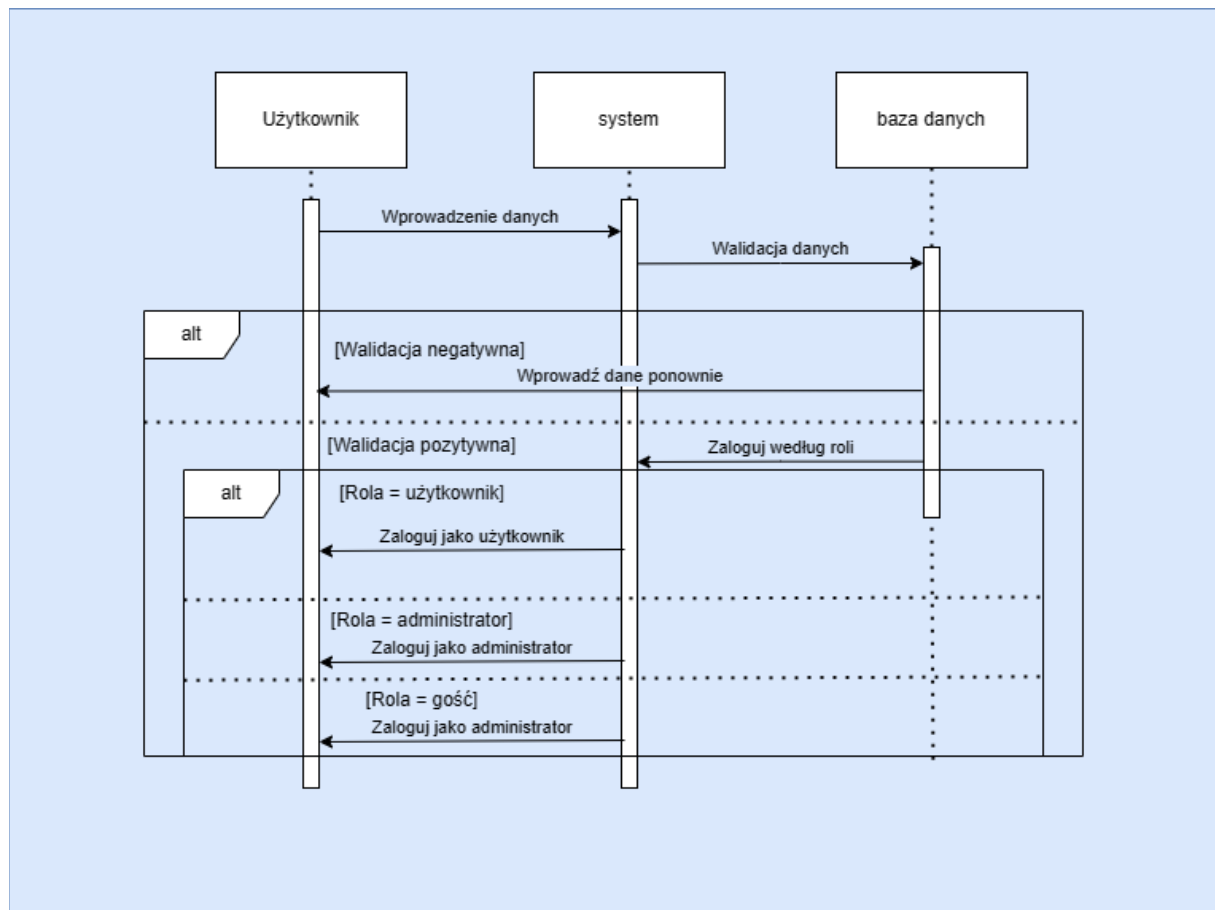 Użytkownik
system
baza danych
Wprowadzenie danych
Walidacja danych
alt
[Walidacja negatywna]
Wprowadź dane ponownie
[Walidacja pozytywna]
Zaloguj według roli
alt
[Rola = użytkownik]
Zaloguj jako użytkownik
[Rola = administrator]
Zaloguj jako administrator
[Rola = gość]
Zaloguj jako administrator